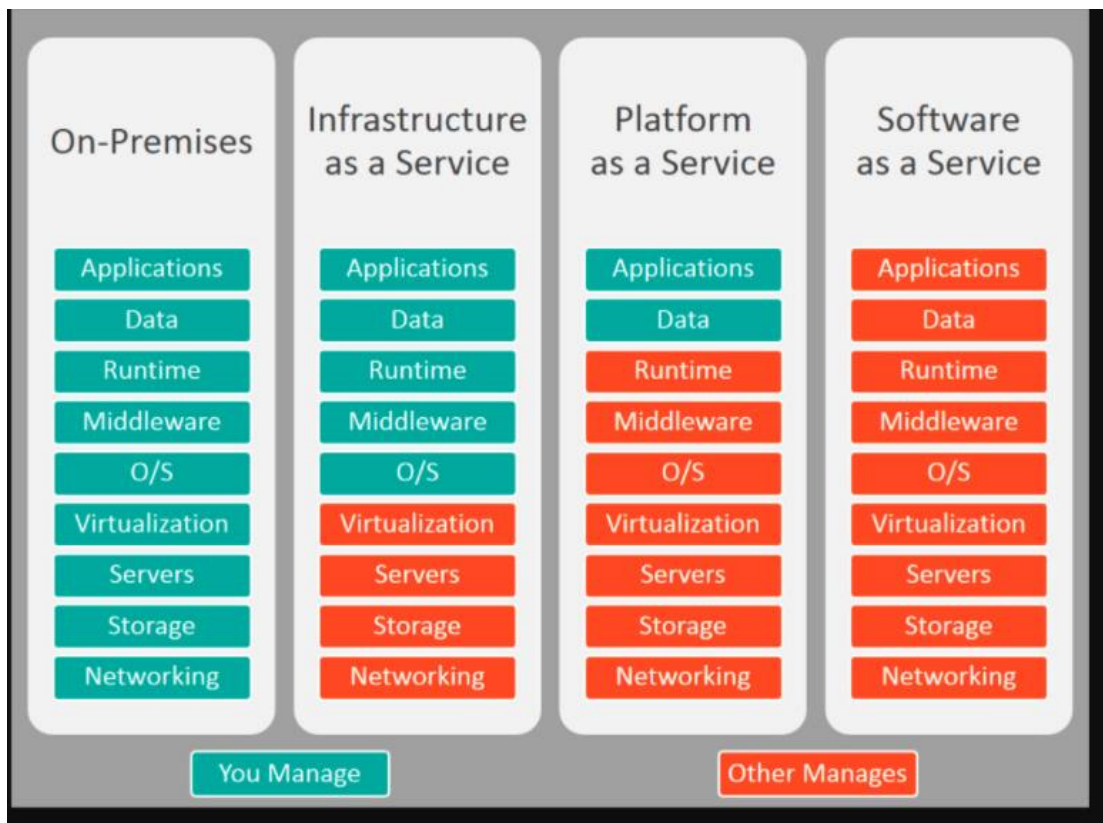 On-Premises
Applications
Data
Runtime
Middleware
O/S
Virtualization
Servers
Storage
Networking
Infrastructure
as a Service
Applications
Data
Runtime
Middleware
O/S
Virtualization
Servers
Storage
Networking
Platform
as a Service
Applications
Data
Runtime
Middleware
O/S
Virtualization
Servers
Storage
Networking
Software
as a Service
Applications
Data
Runtime
Middleware
O/S
Virtualization
Servers
Storage
Networking
You Manage
Other Manages